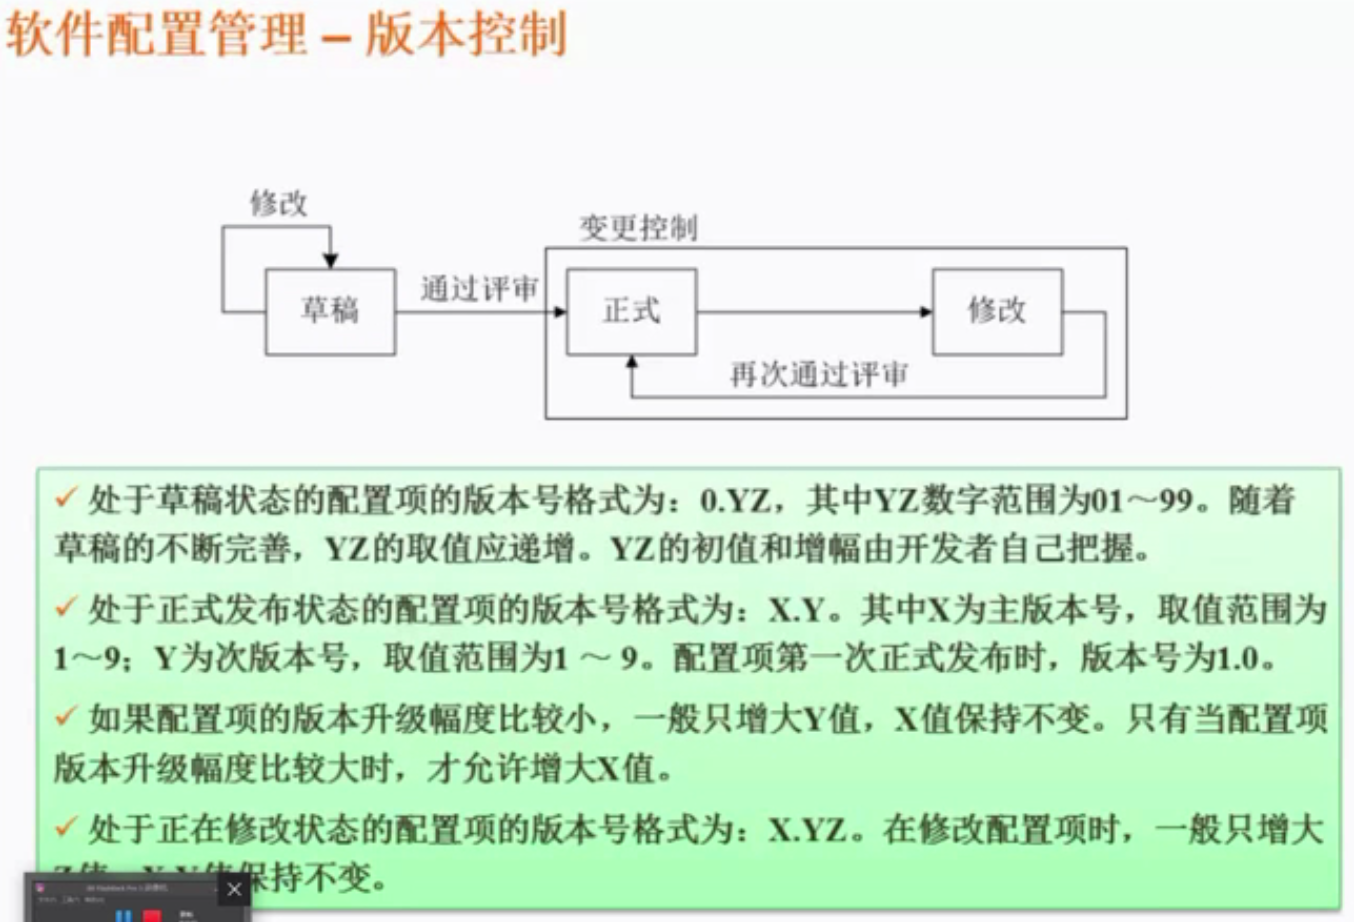 软件配置管理 – 版本控制
修改
变更控制
草稿
通过评审
正式
修改
再次通过评审
✓ 处于草稿状态的配置项的版本号格式为：0.YZ，其中YZ数字范围为01～99。随着
草稿的不断完善，YZ的取值应递增。YZ的初值和增幅由开发者自己把握。
✓ 处于正式发布状态的配置项的版本号格式为：X.Y。其中X为主版本号，取值范围为
1～9；Y为次版本号，取值范围为1 ～ 9。配置项第一次正式发布时，版本号为1.0。
✓ 如果配置项的版本升级幅度比较小，一般只增大Y值，X值保持不变。只有当配置项
版本升级幅度比较大时，才允许增大X值。
✓ 处于正在修改状态的配置项的版本号格式为：X.YZ。在修改配置项时，一般只增大
保持不变。